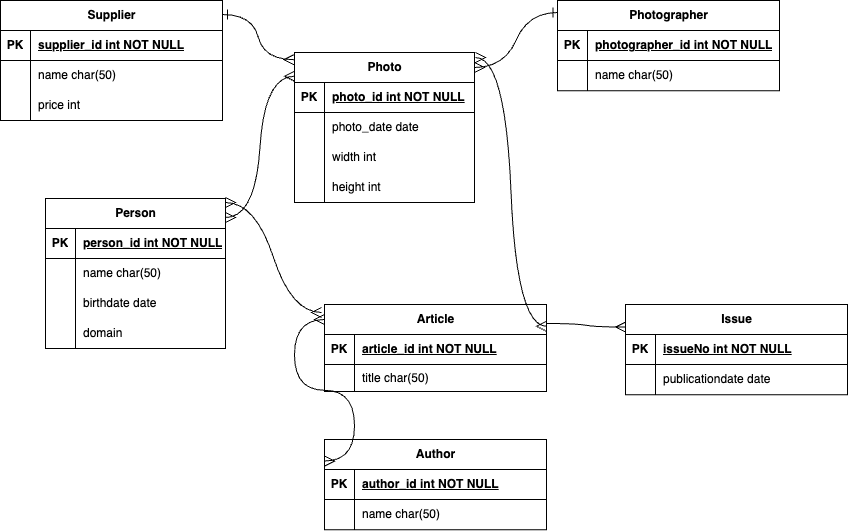 Supplier
PK supplier_id int NOT NULL
name char(50)
price int
Photographer
PK photographer_id int NOT NULL
name char(50)
Photo
PK photo_id int NOT NULL
photo_date date
width int
height int
Person
PK person_id int NOT NULL
name char(50)
birthdate date
domain
Article
PK article_id int NOT NULL
title char(50)
Issue
PK issueNo int NOT NULL
publicationdate date
Author
PK author_id int NOT NULL
name char(50)